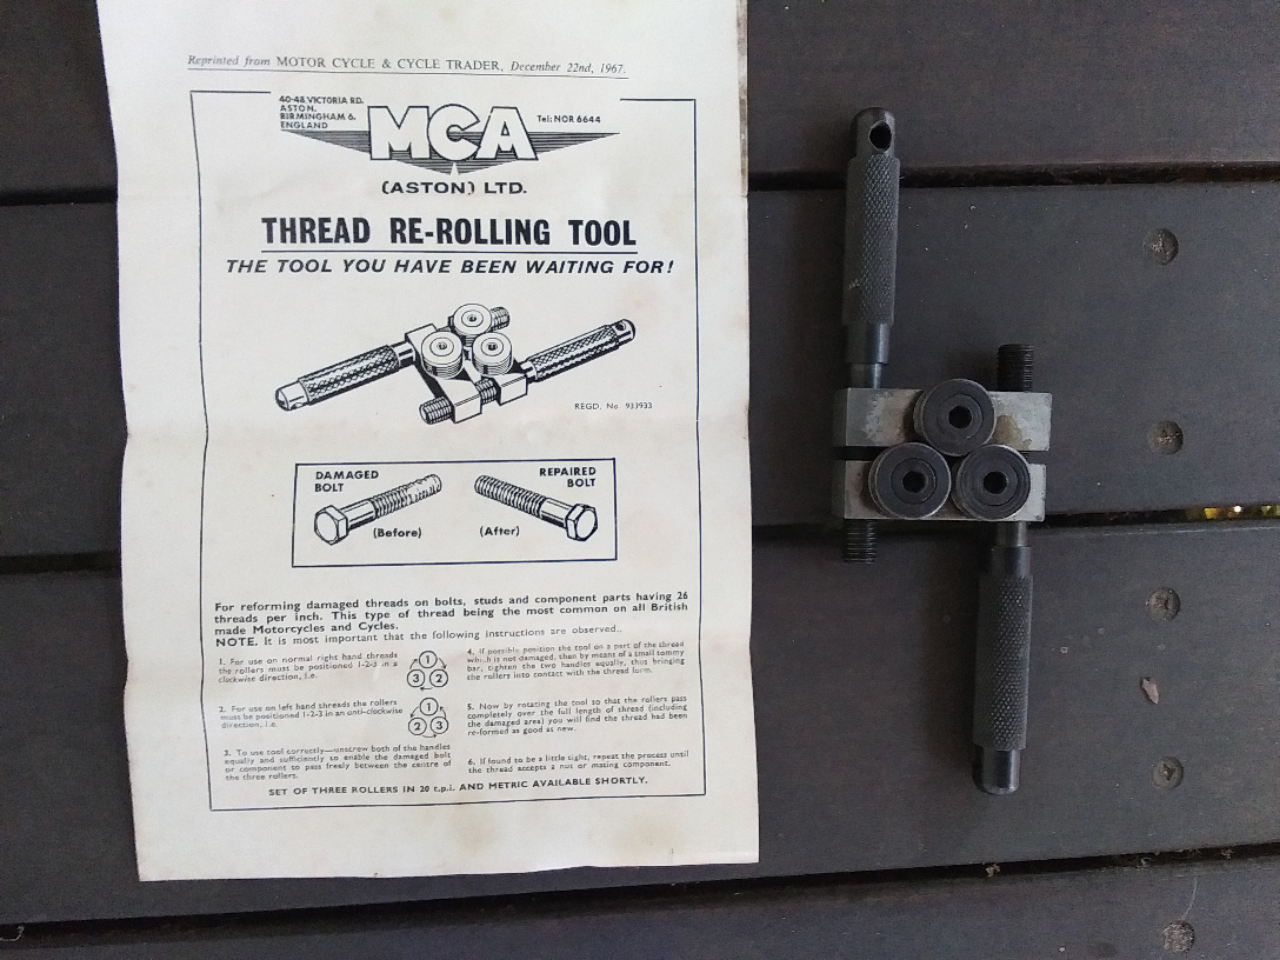 Reprinted from MOTOR CYCLE & CYCLE TRADER, December 22nd, 1967.
40-48 VICTORIA RD.
ASTON.
BIRMINGHAM 6.
ENGLAND
MCA
Tel: NOR 6644
(ASTON) LTD.
THREAD RE-ROLLING TOOL
THE TOOL YOU HAVE BEEN WAITING FOR!
REGD. No 933933
DAMAGED
BOLT
(Before)
REPAIRED
BOLT
(After)
For reforming damaged threads on bolts, studs and component parts having 26
threads per inch. This type of thread being the most common on all British
made Motorcycles and Cycles.
NOTE. It is most important that the following instructions are observed..
1. For use on normal right hand threads
the rollers must be positioned 1-2-3 in a
clockwise direction, i.e.
1
3 2
2. For use on left hand threads the rollers
must be positioned 1-2-3 in an anti-clockwise
direction, i.e.
1
2 3
3. To use tool correctly—unscrew both of the handles
equally and sufficiently to enable the damaged bolt
or component to pass freely between the centre of
the three rollers.
4. If possible position the tool on a part of the thread
which is not damaged, then by means of a small tommy
bar, tighten the two handles equally, thus bringing
the rollers into contact with the thread form.
5. Now by rotating the tool so that the rollers pass
completely over the full length of thread (including
the damaged area) you will find the thread had been
re-formed as good as new.
6. If found to be a little tight, repeat the process until
the thread accepts a nut or mating component.
SET OF THREE ROLLERS IN 20 t.p.i. AND METRIC AVAILABLE SHORTLY.